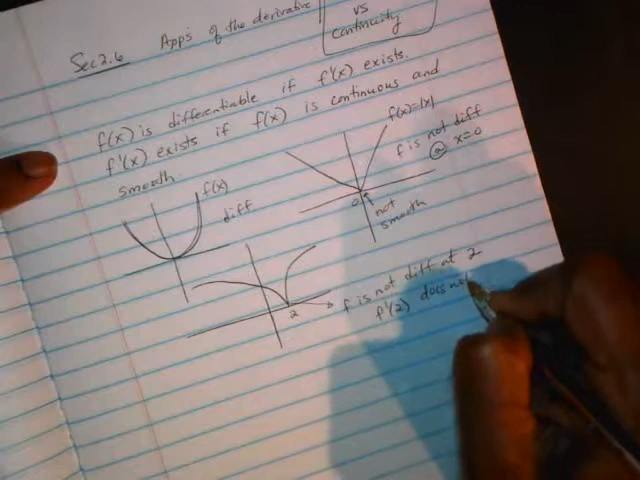 Sec 2.6 App's of the derivative
vs
Continuity
f(x) is differentiable if f'(x) exists.
f'(x) exists if f(x) is continuous and
smooth.
f(x)
diff
f(x)=|x|
f is not diff
@ x=0
0
not
smooth
2
f is not diff at 2
f'(2) does not